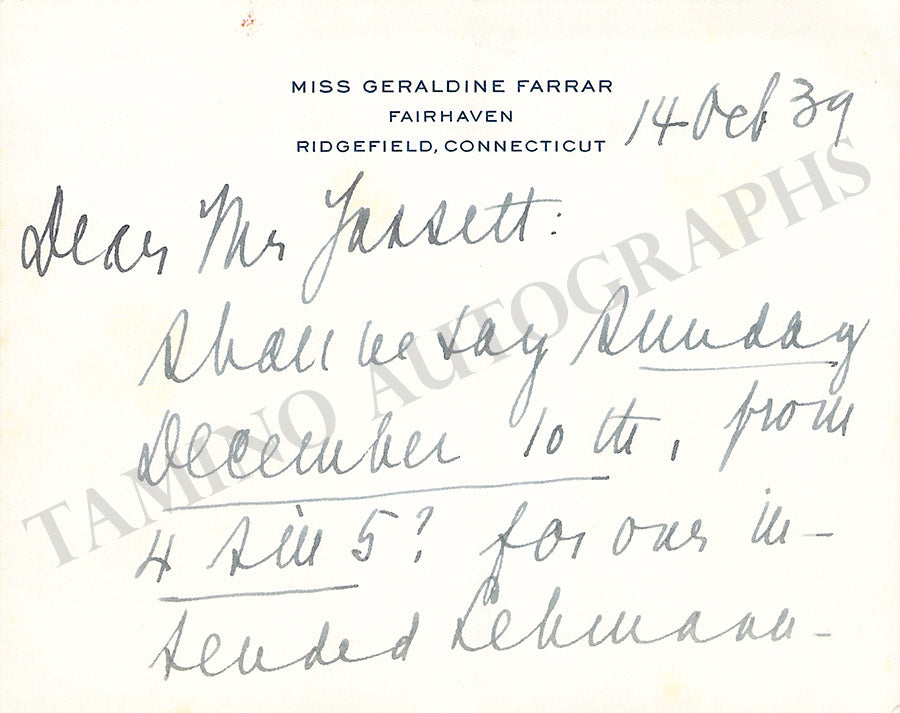 MISS GERALDINE FARRAR
FAIRHAVEN
RIDGEFIELD, CONNECTICUT
14 Oct 39
Dear Mr Fassett:
Shall we say Sunday
December 10th, from
4 till 5? for our in-
tended Lehmann-
TAMINO AUTOGRAPHS